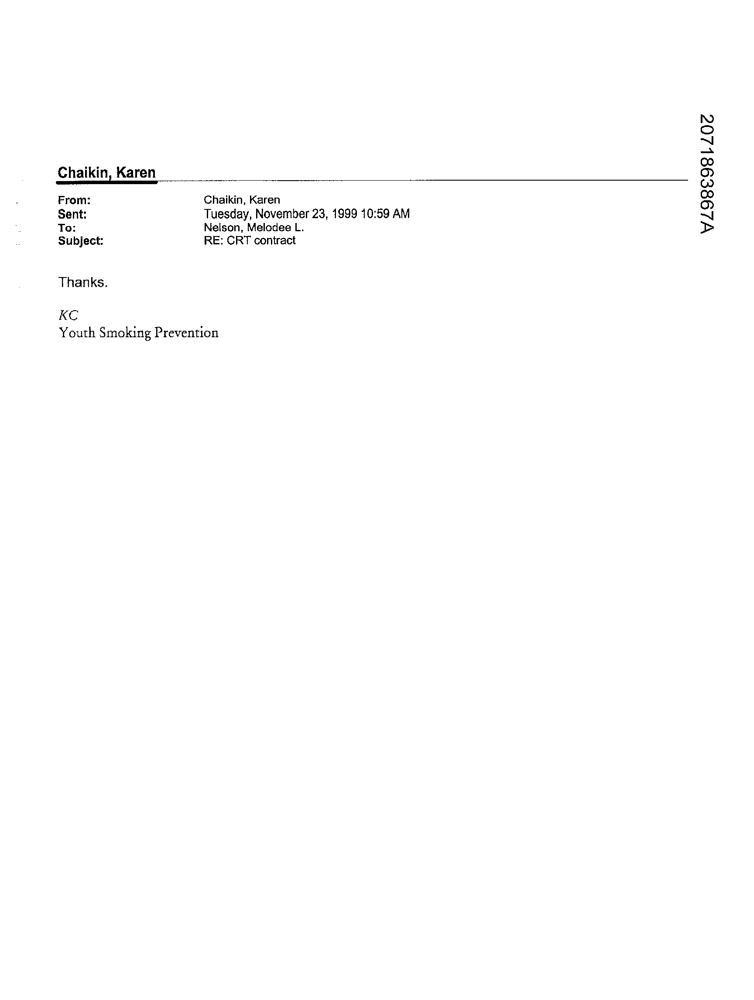 Chaikin, Karen
From: Chaikin, Karen
Sent: Tuesday, November 23, 1999 10:59 AM
To: Nelson, Melodee L.
Subject: RE: CRT contract
Thanks.
KC
Youth Smoking Prevention
2071863867A